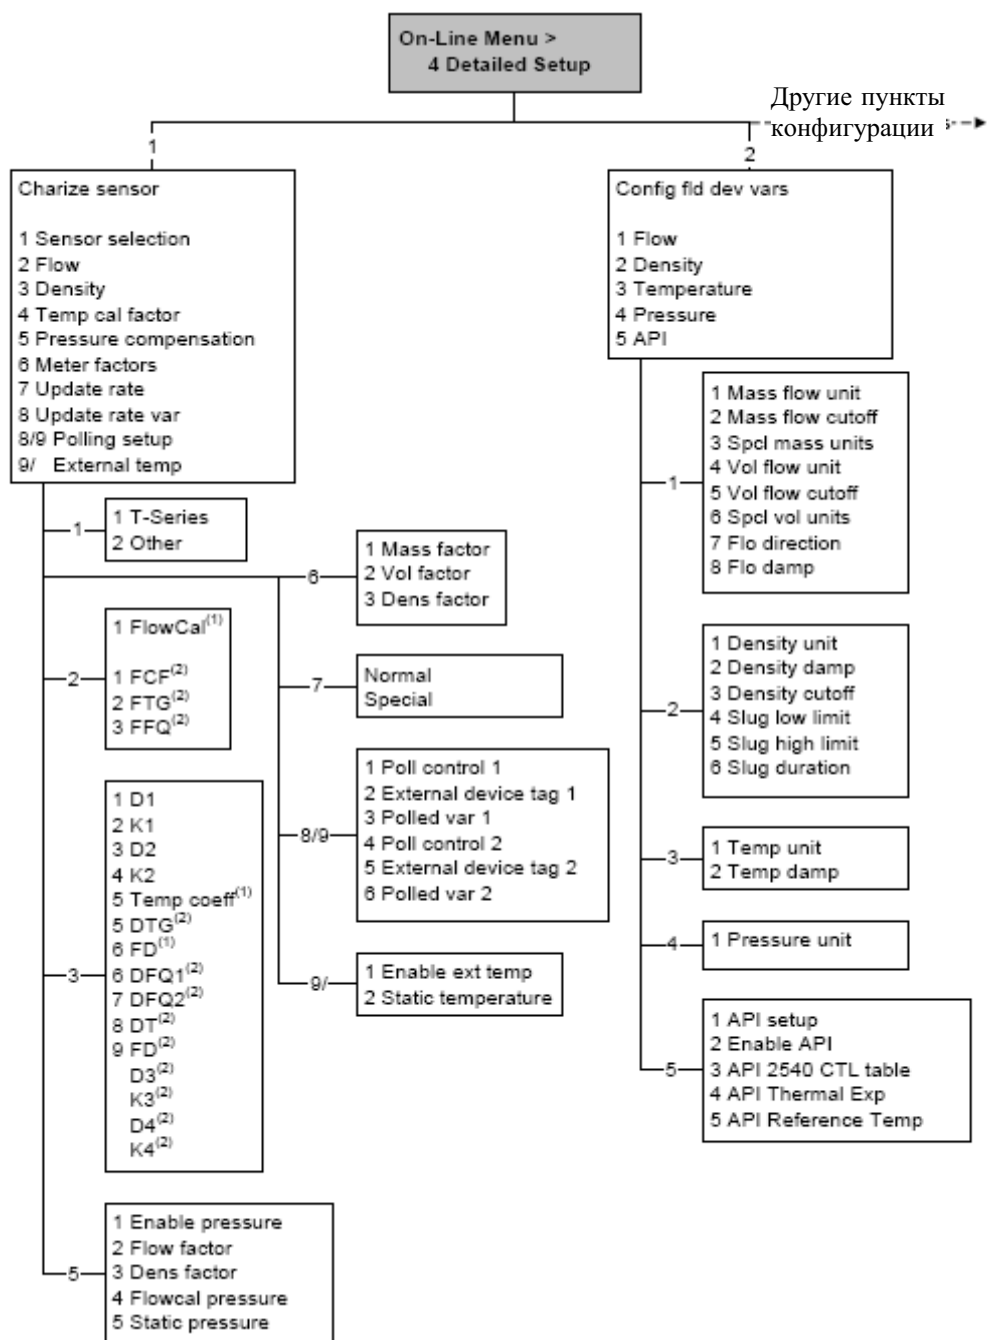 On-Line Menu >
4 Detailed Setup
Другие пункты
конфигурации
1
2
Charize sensor
1 Sensor selection
2 Flow
3 Density
4 Temp cal factor
5 Pressure compensation
6 Meter factors
7 Update rate
8 Update rate var
8/9 Polling setup
9/ External temp
Config fld dev vars
1 Flow
2 Density
3 Temperature
4 Pressure
5 API
1
1 T-Series
2 Other
2
1 FlowCal(1)
1 FCF(2)
2 FTG(2)
3 FFQ(2)
3
1 D1
2 K1
3 D2
4 K2
5 Temp coeff(1)
5 DTG(2)
6 FD(1)
6 DFQ1(2)
7 DFQ2(2)
8 DT(2)
9 FD(2)
D3(2)
K3(2)
D4(2)
K4(2)
5
1 Enable pressure
2 Flow factor
3 Dens factor
4 Flowcal pressure
5 Static pressure
6
1 Mass factor
2 Vol factor
3 Dens factor
7
Normal
Special
8/9
1 Poll control 1
2 External device tag 1
3 Polled var 1
4 Poll control 2
5 External device tag 2
6 Polled var 2
9/
1 Enable ext temp
2 Static temperature
1
1 Mass flow unit
2 Mass flow cutoff
3 Spcl mass units
4 Vol flow unit
5 Vol flow cutoff
6 Spcl vol units
7 Flo direction
8 Flo damp
2
1 Density unit
2 Density damp
3 Density cutoff
4 Slug low limit
5 Slug high limit
6 Slug duration
3
1 Temp unit
2 Temp damp
4
1 Pressure unit
5
1 API setup
2 Enable API
3 API 2540 CTL table
4 API Thermal Exp
5 API Reference Temp